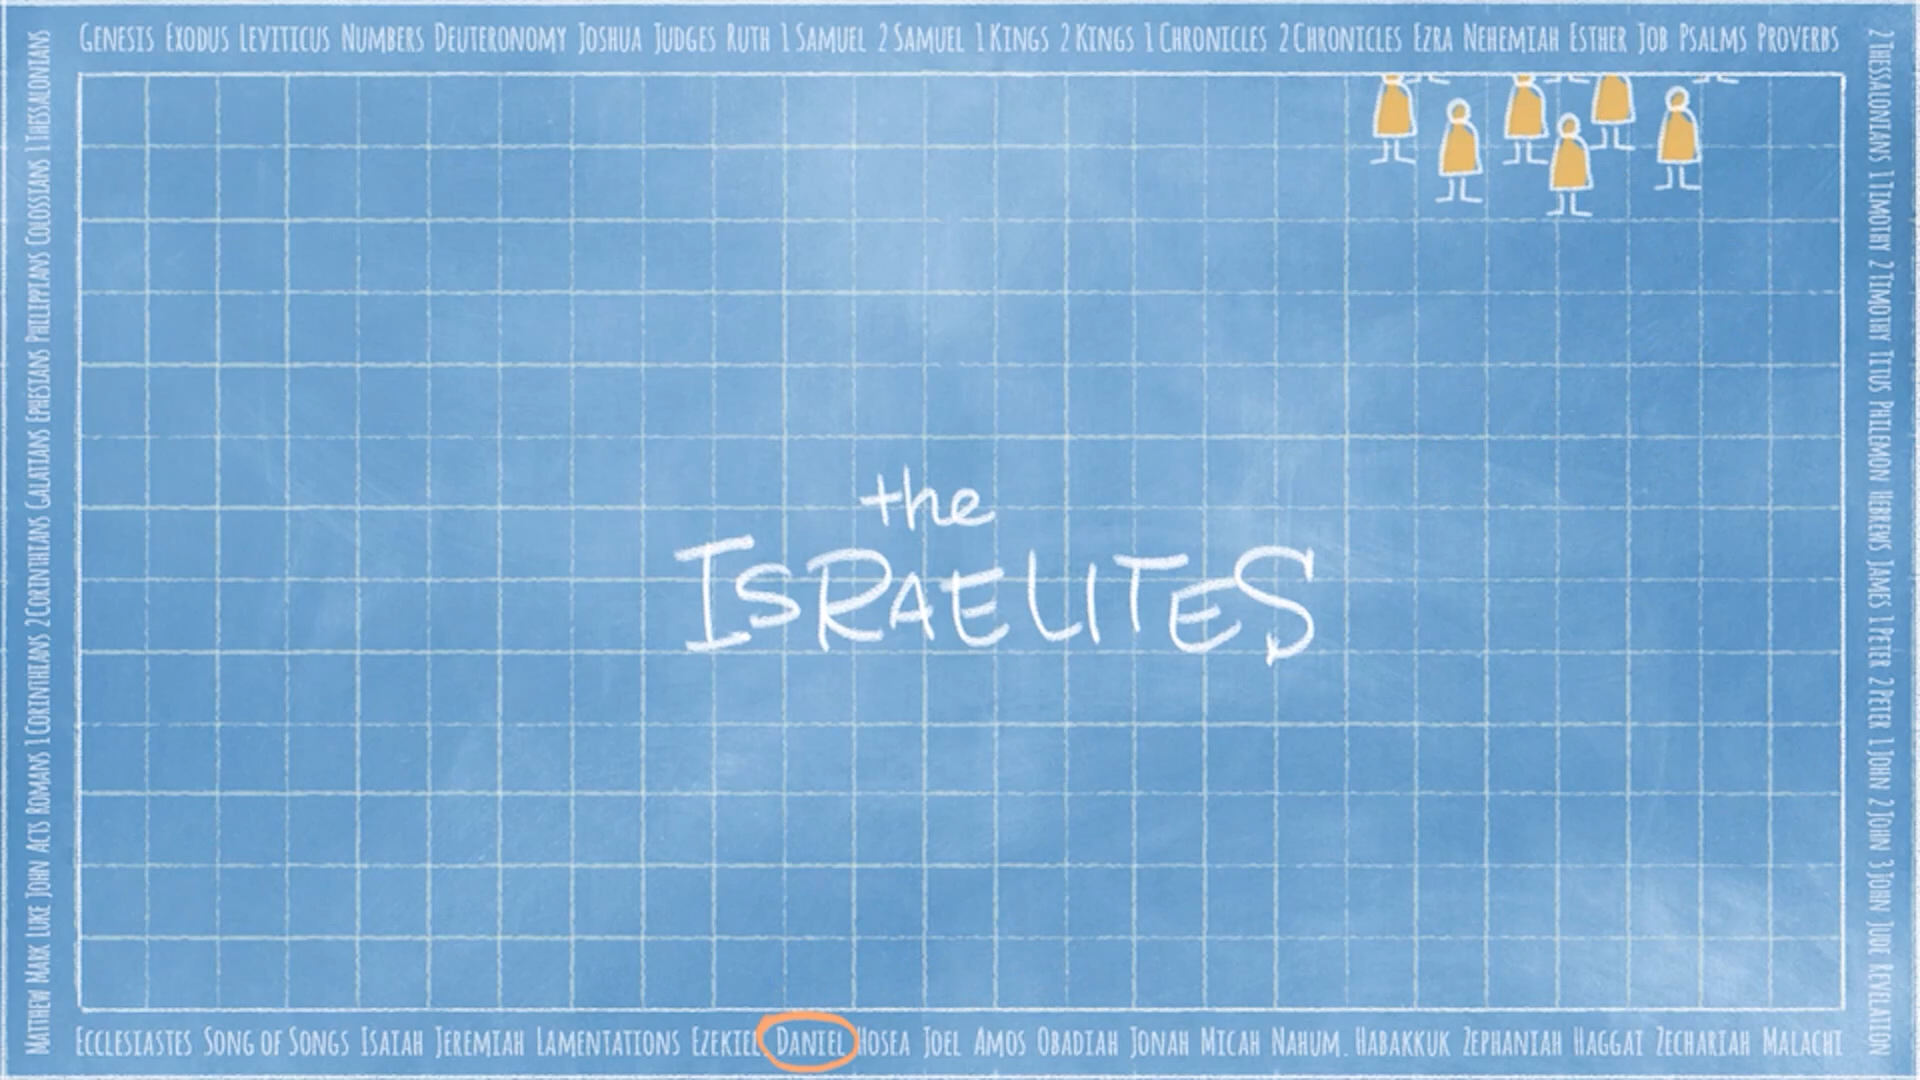 Genesis Exodus Leviticus Numbers Deuteronomy Joshua Judges Ruth 1 Samuel 2 Samuel 1 Kings 2 Kings 1 Chronicles 2 Chronicles Ezra Nehemiah Esther Job Psalms Proverbs
Matthew Mark Luke John Acts Romans 1 Corinthians 2 Corinthians Galatians Ephesians Philippians Colossians 1 Thessalonians
the
Israelites
2 Thessalonians 1 Timothy 2 Timothy Titus Philemon Hebrews James 1 Peter 2 Peter 1 John 2 John 3 John Jude Revelation
Ecclesiastes Song of Songs Isaiah Jeremiah Lamentations Ezekiel Daniel Hosea Joel Amos Obadiah Jonah Micah Nahum. Habakkuk Zephaniah Haggai Zechariah Malachi